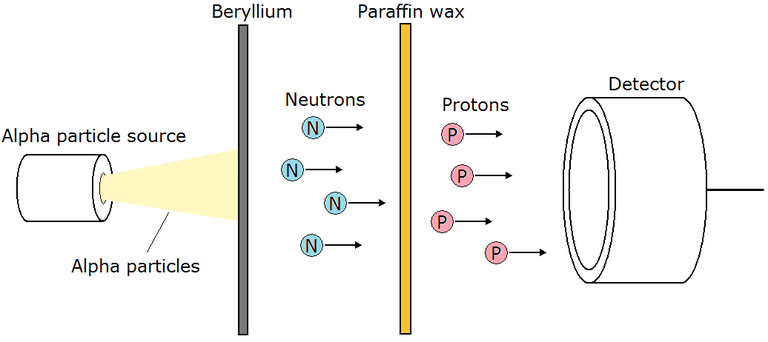 Beryllium
Paraffin wax
Detector
Neutrons
Protons
Alpha particle source
N
P
N
P
N
P
N
P
Alpha particles